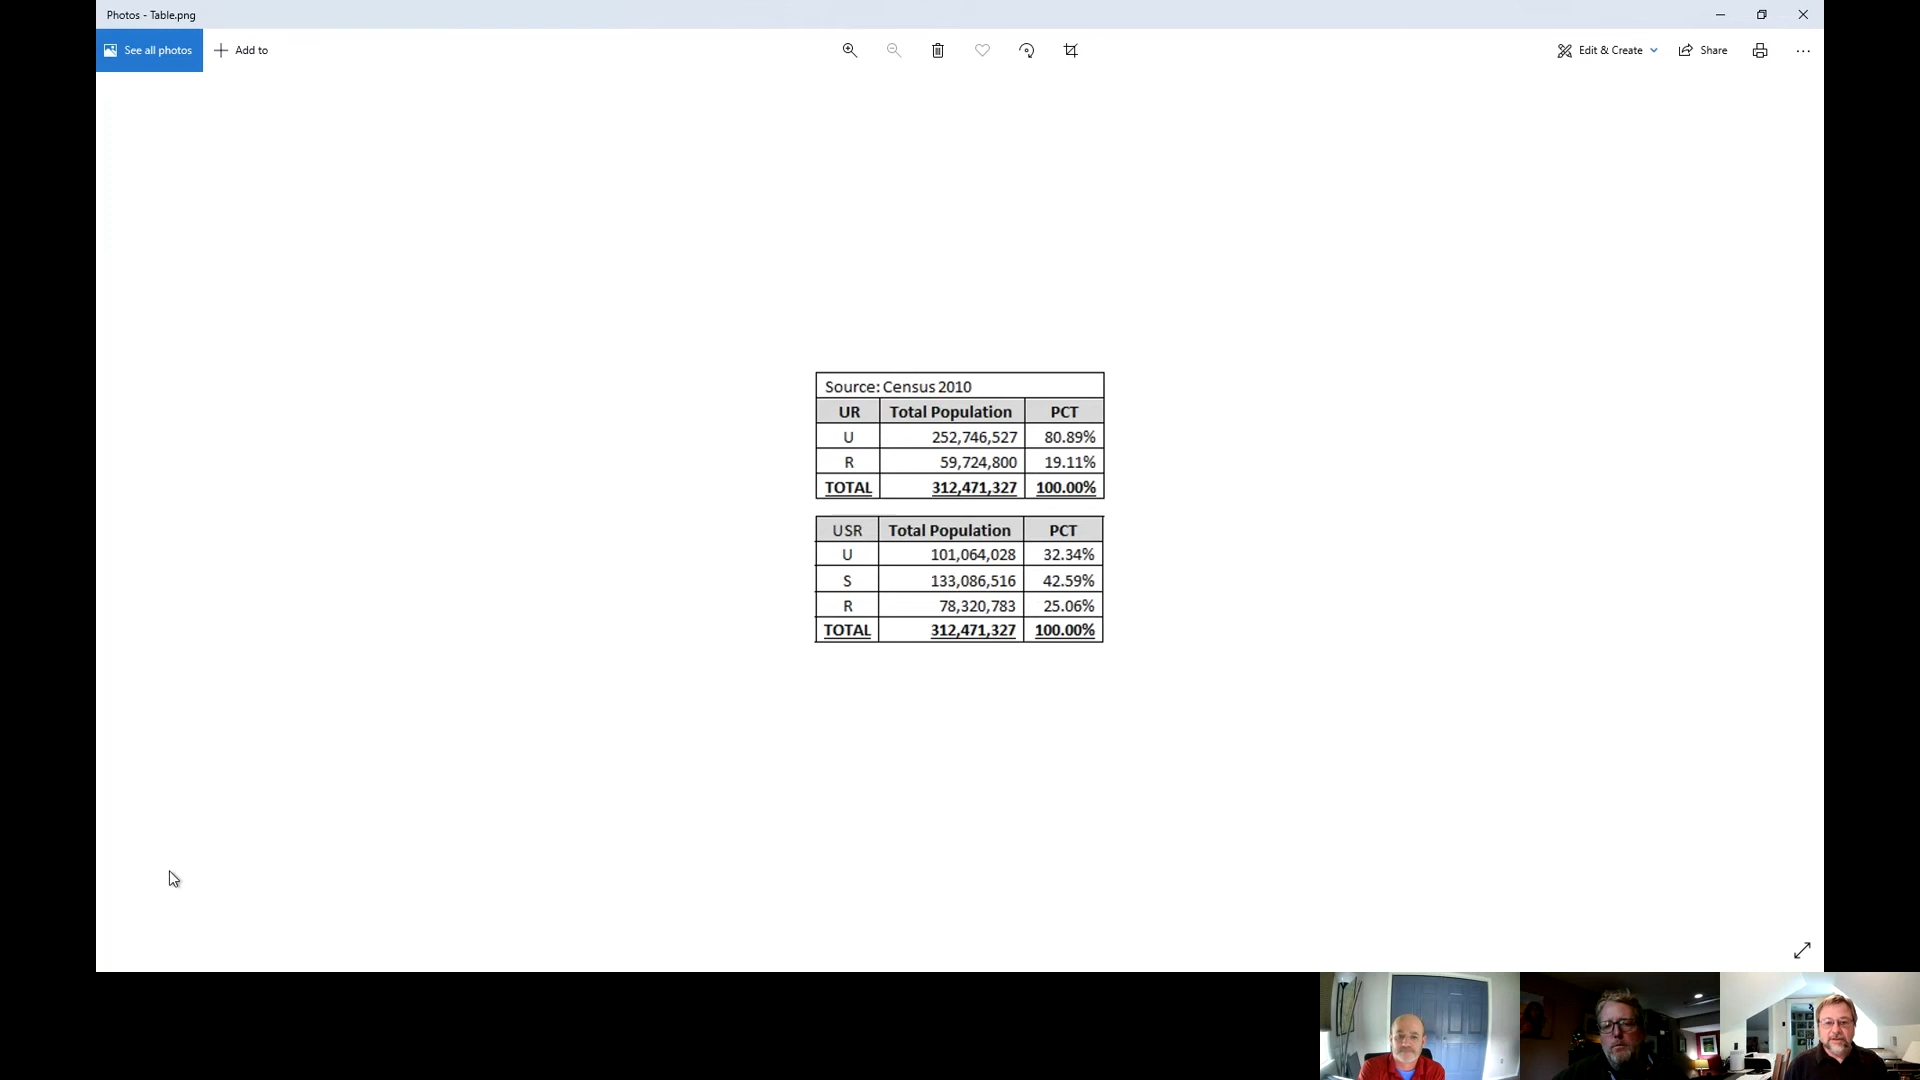 Photos - Table.png
See all photos Add to Edit & Create Share
Source: Census 2010
UR Total Population PCT
U 252,746,527 80.89%
R 59,724,800 19.11%
TOTAL 312,471,327 100.00%
USR Total Population PCT
U 101,064,028 32.34%
S 133,086,516 42.59%
R 78,320,783 25.06%
TOTAL 312,471,327 100.00%